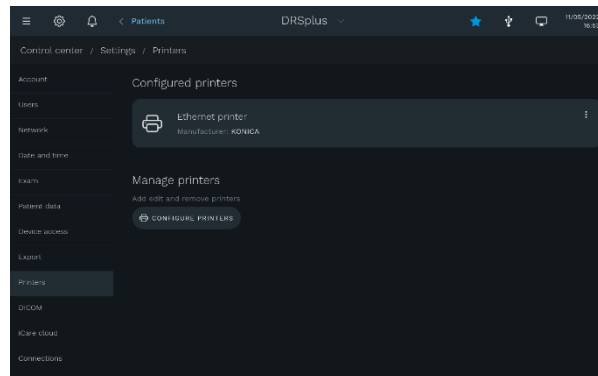 Patients
DRSplus
11/05/2022
16:53
Control center / Settings / Printers
Account
Users
Network
Date and time
Exam
Patient data
Device access
Export
Printers
DICOM
iCare cloud
Connections
Configured printers
Ethernet printer
Manufacturer: KONICA
Manage printers
Add edit and remove printers
CONFIGURE PRINTERS